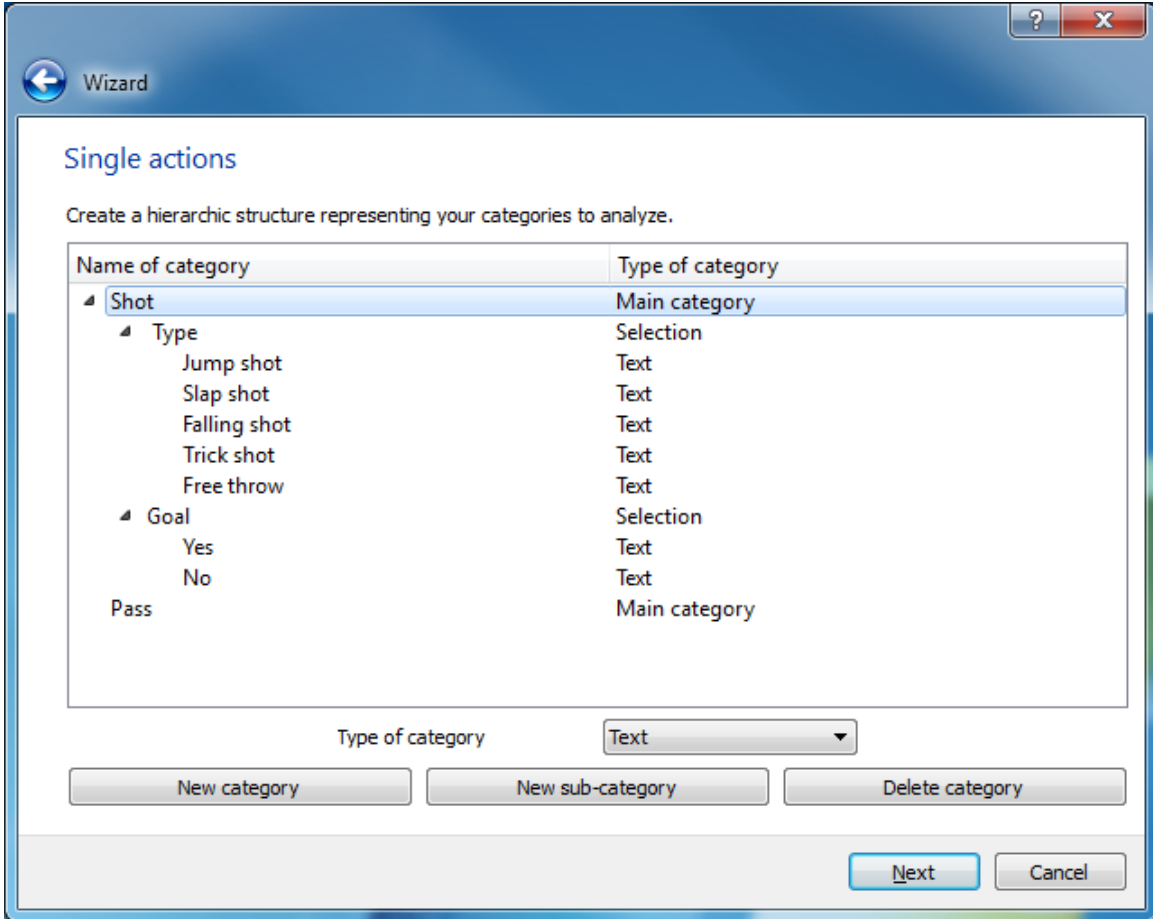 ?
Wizard
Single actions
Create a hierarchic structure representing your categories to analyze.
Name of category Type of category
Shot Main category
Type Selection
Jump shot Text
Slap shot Text
Falling shot Text
Trick shot Text
Free throw Text
Goal Selection
Yes Text
No Text
Pass Main category
Type of category Text
New category New sub-category Delete category
Next Cancel